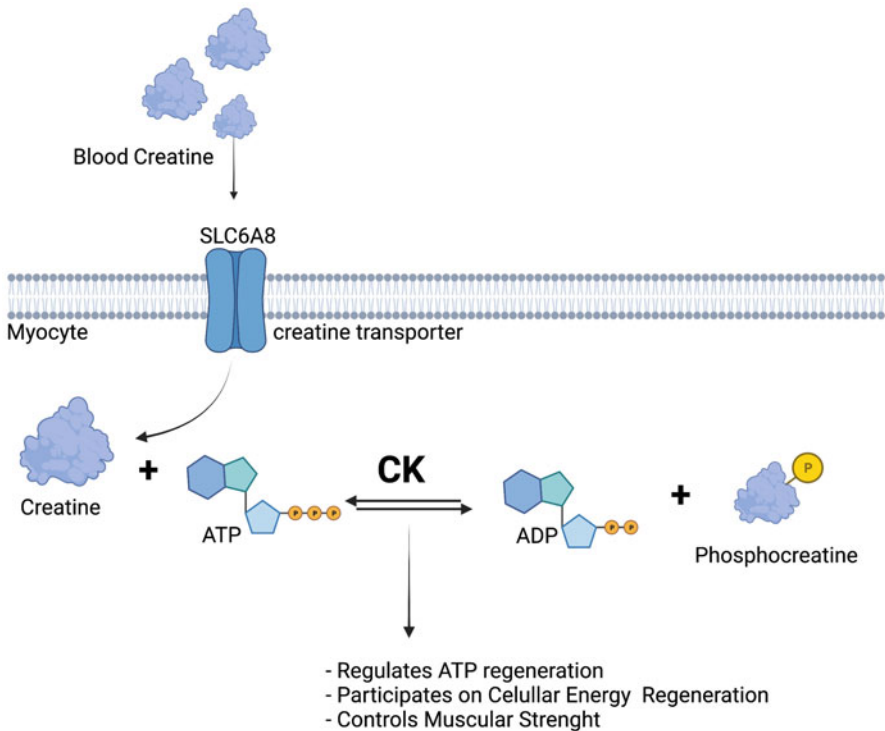 Blood Creatine
SLC6A8
Myocyte
creatine transporter
Creatine
+
ATP
P P P
CK
ADP
P P
+
P
Phosphocreatine
- Regulates ATP regeneration
- Participates on Celullar Energy Regeneration
- Controls Muscular Strenght